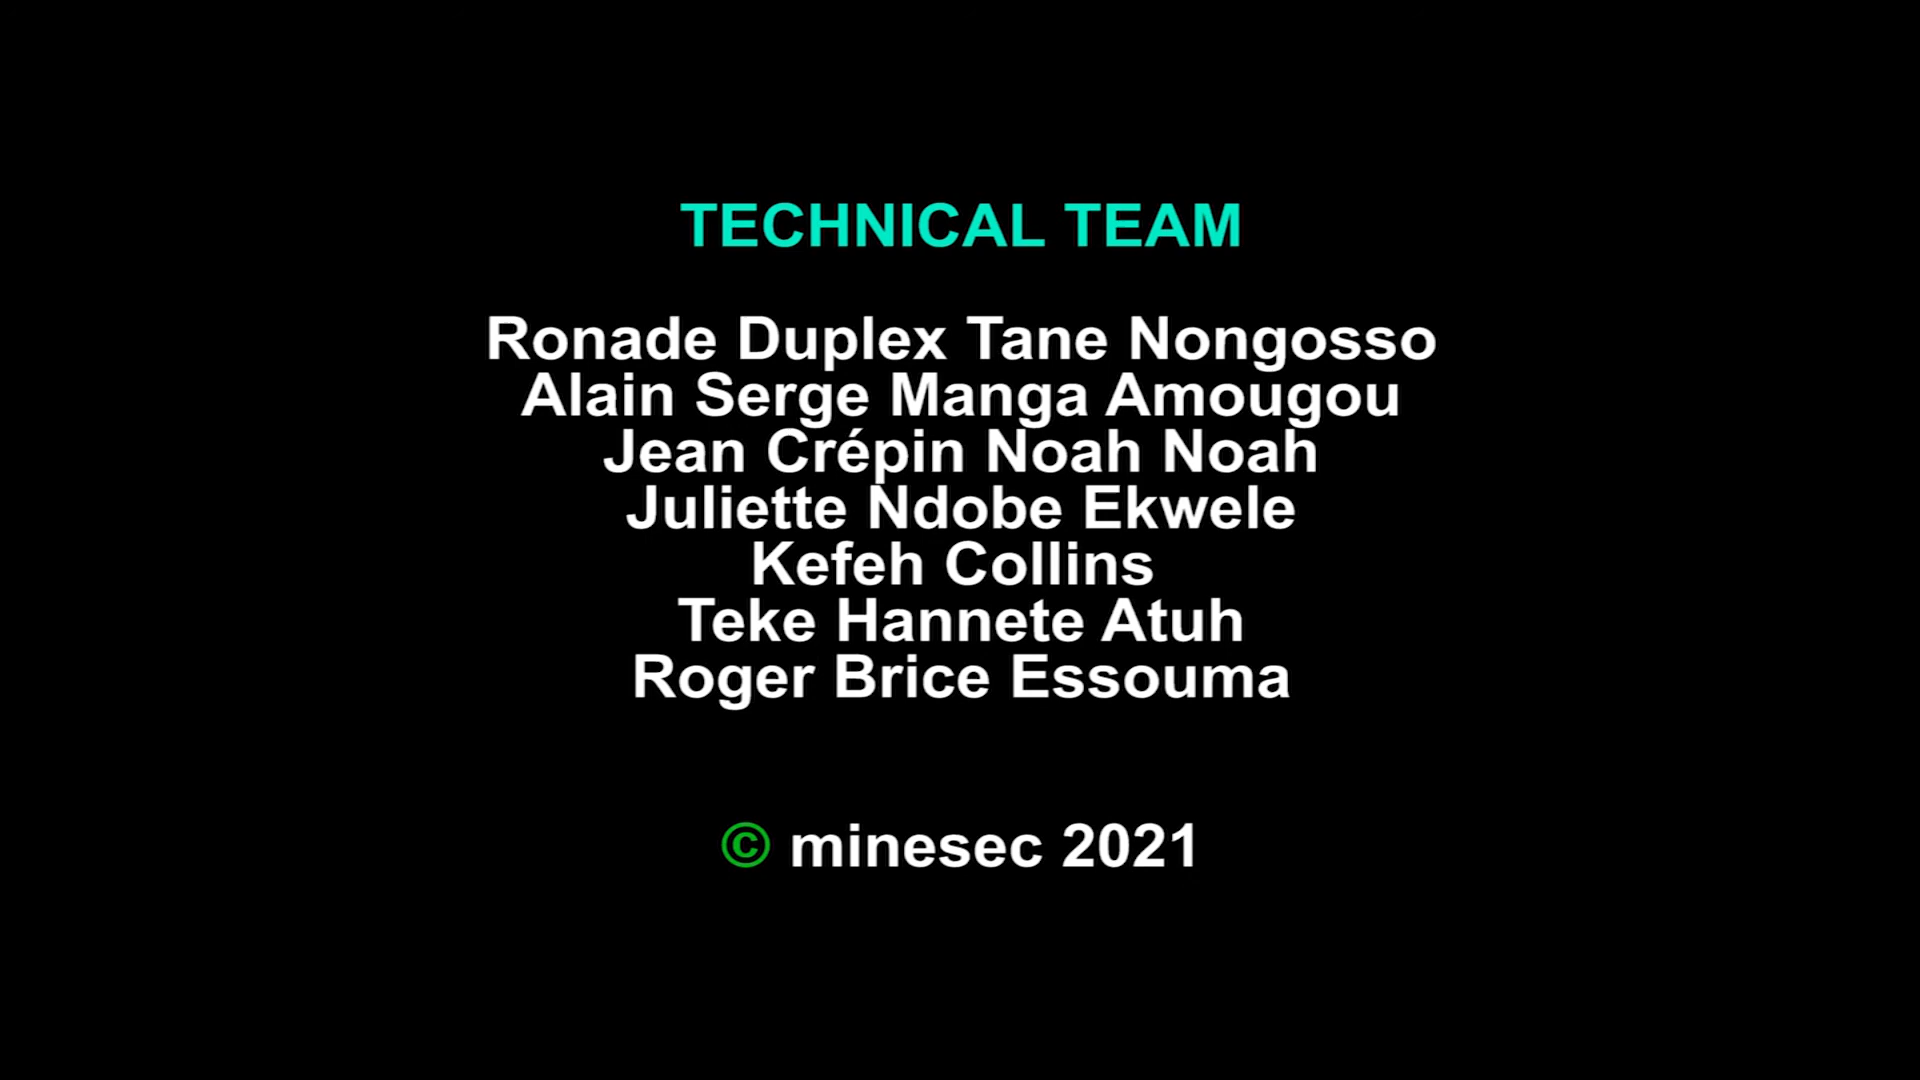 TECHNICAL TEAM
Ronade Duplex Tane Nongosso
Alain Serge Manga Amougou
Jean Crépin Noah Noah
Juliette Ndobe Ekwele
Kefeh Collins
Teke Hannete Atuh
Roger Brice Essouma
© minesec 2021